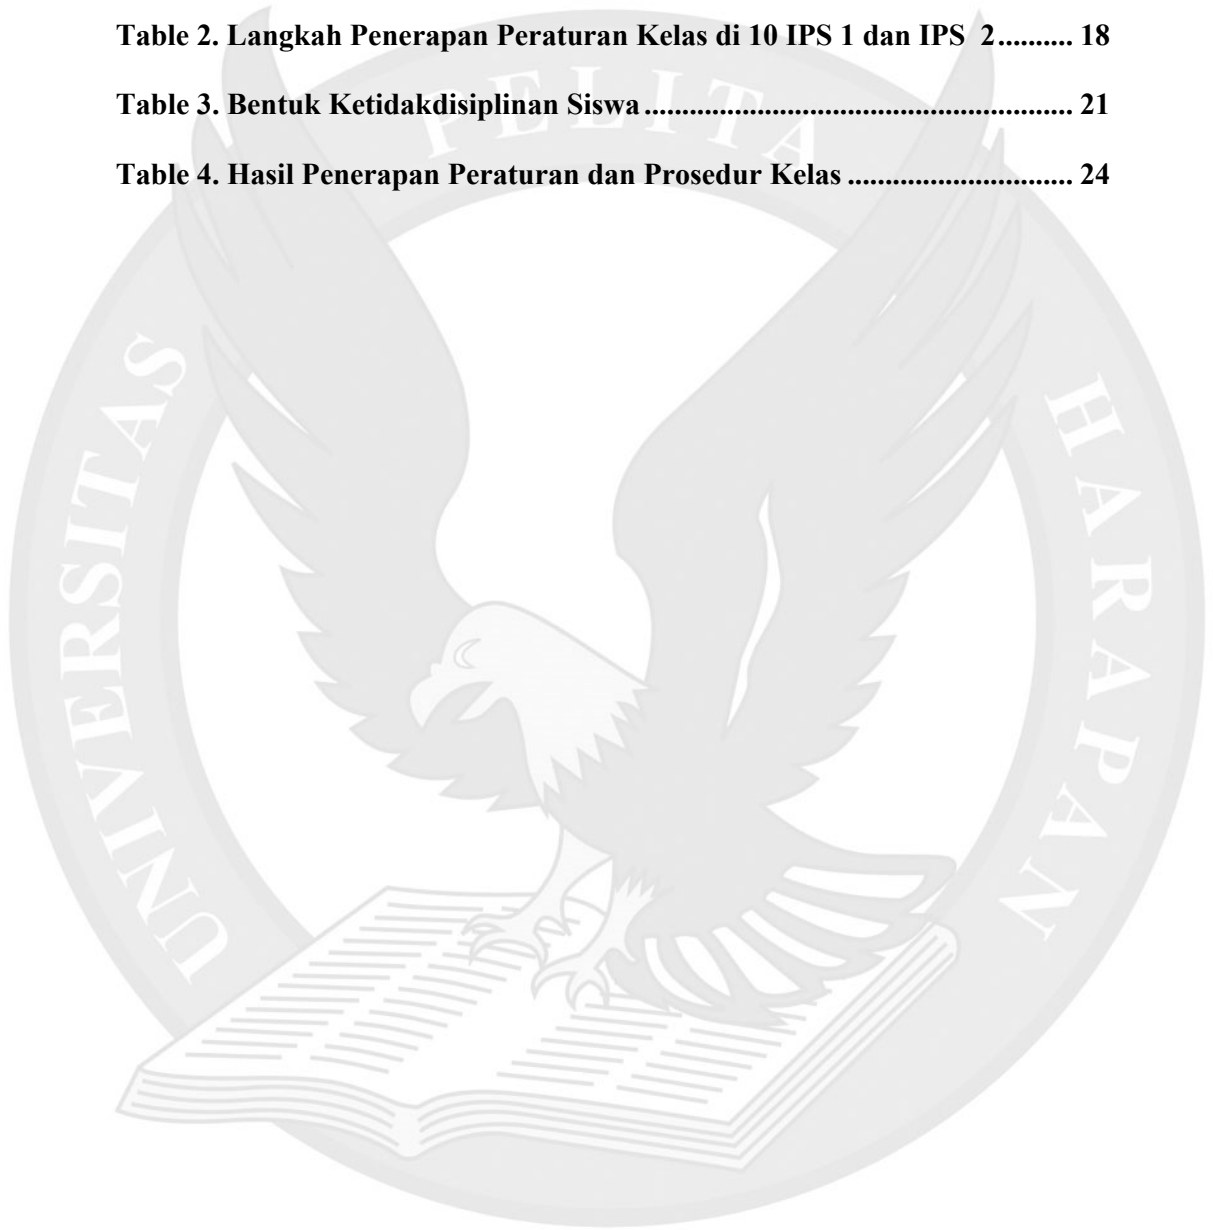 Table 2. Langkah Penerapan Peraturan Kelas di 10 IPS 1 dan IPS  2.......... 18
Table 3. Bentuk Ketidakdisiplinan Siswa......................................................... 21
Table 4. Hasil Penerapan Peraturan dan Prosedur Kelas .............................. 24
UNIVERSITAS PELITA HARAPAN